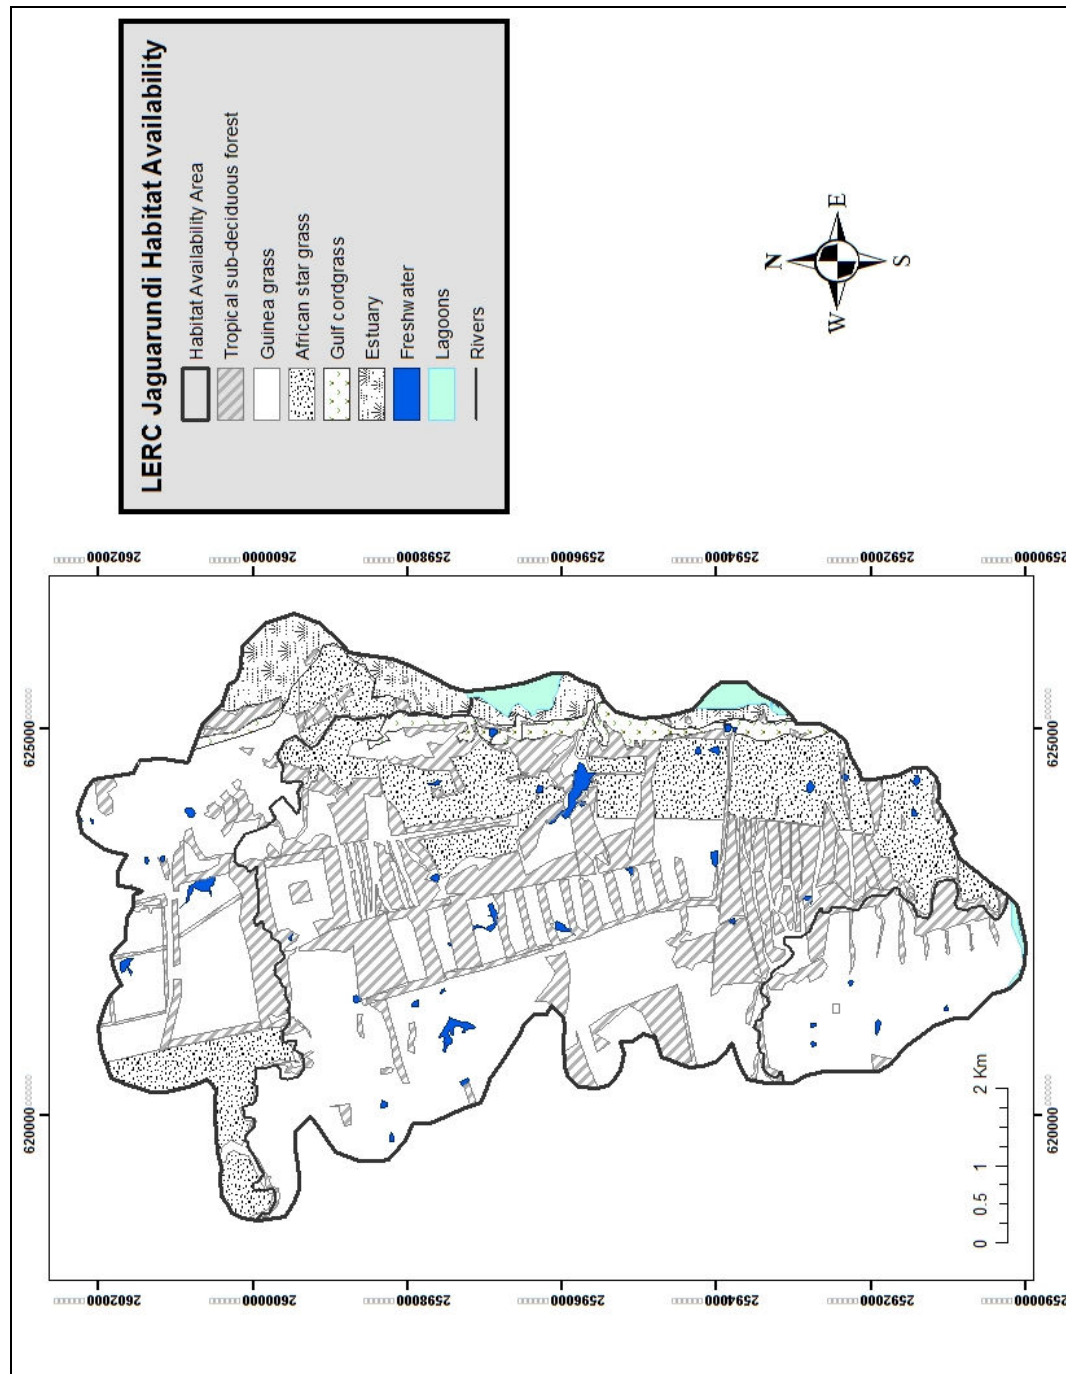 LERC Jaguarundi Habitat Availability
Habitat Availability Area
Tropical sub-deciduous forest
Guinea grass
African star grass
Gulf cordgrass
Estuary
Freshwater
Lagoons
Rivers
N
W
E
S
2602000
2600000
2598000
2596000
2594000
2592000
2590000
625000
625000
620000
620000
0 0.5 1 2 Km
2602000
2600000
2598000
2596000
2594000
2592000
2590000